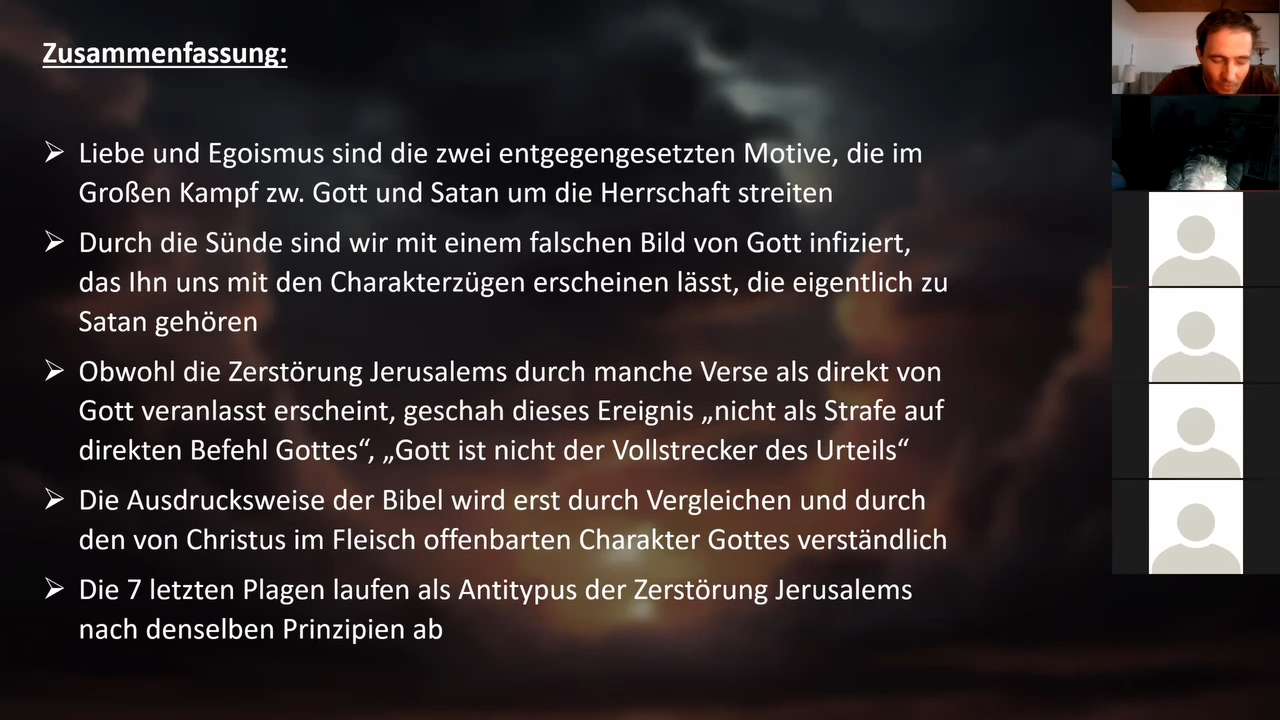 Zusammenfassung:
➢ Liebe und Egoismus sind die zwei entgegengesetzten Motive, die im
Großen Kampf zw. Gott und Satan um die Herrschaft streiten
➢ Durch die Sünde sind wir mit einem falschen Bild von Gott infiziert,
das Ihn uns mit den Charakterzügen erscheinen lässt, die eigentlich zu
Satan gehören
➢ Obwohl die Zerstörung Jerusalems durch manche Verse als direkt von
Gott veranlasst erscheint, geschah dieses Ereignis „nicht als Strafe auf
direkten Befehl Gottes“, „Gott ist nicht der Vollstrecker des Urteils“
➢ Die Ausdrucksweise der Bibel wird erst durch Vergleichen und durch
den von Christus im Fleisch offenbarten Charakter Gottes verständlich
➢ Die 7 letzten Plagen laufen als Antitypus der Zerstörung Jerusalems
nach denselben Prinzipien ab